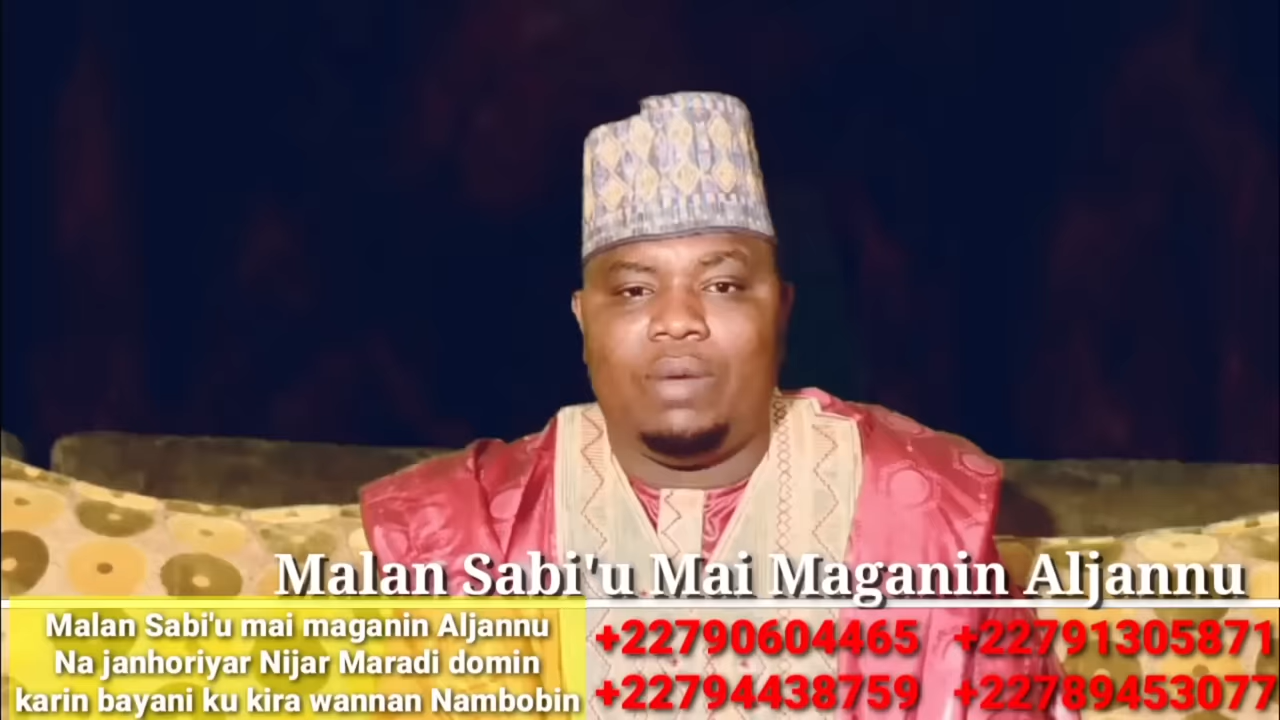 Malan Sabi'u Mai Maganin Aljannu
Malan Sabi'u mai maganin Aljannu
Na janhoriyar Nijar Maradi domin
karin bayani ku kira wannan Nambobin
+22790604465 +22791305871
+22794438759 +22789453077